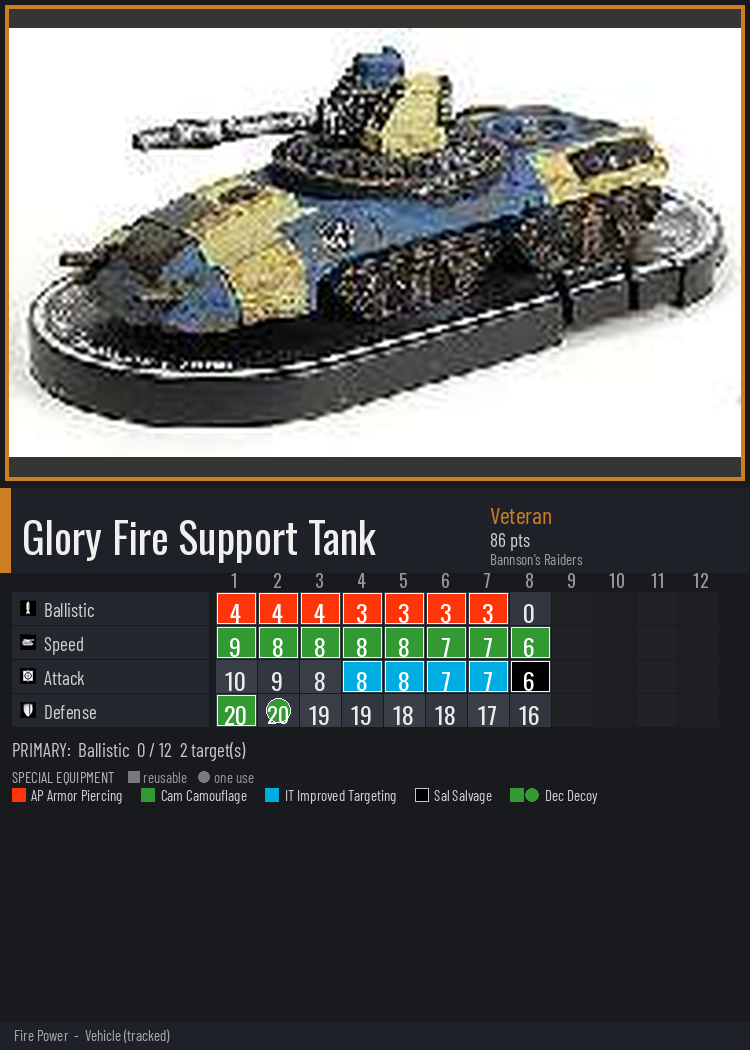 Glory Fire Support Tank
Veteran
86 pts
Bannson's Raiders
1 2 3 4 5 6 7 8 9 10 11 12
Ballistic 4 4 4 3 3 3 3 0
Speed 9 8 8 8 8 7 7 6
Attack 10 9 8 8 8 7 7 6
Defense 20 20 19 19 18 18 17 16
PRIMARY: Ballistic 0 / 12 2 target(s)
SPECIAL EQUIPMENT reusable one use
AP Armor Piercing Cam Camouflage IT Improved Targeting Sal Salvage Dec Decoy
Fire Power - Vehicle (tracked)